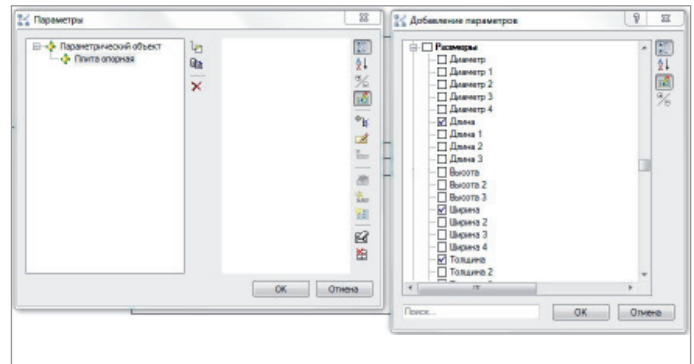 Параметры
Параметрический объект
Плита опорная
ОК
Отмена
Добавление параметров
Размеры
Диаметр
Диаметр 1
Диаметр 2
Диаметр 3
Диаметр 4
Длина
Длина 1
Длина 2
Длина 3
Высота
Высота 2
Высота 3
Ширина
Ширина 2
Ширина 3
Ширина 4
Толщина
Толщина 2
Поиск...
ОК
Отмена